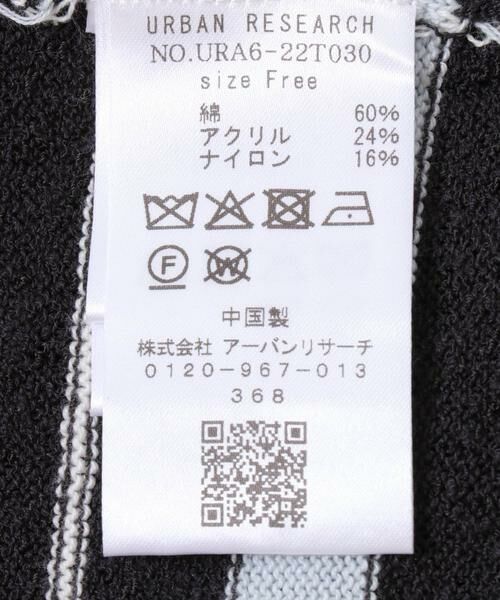 URBAN RESEARCH
NO.URA6-22T030
size Free
綿 60%
アクリル 24%
ナイロン 16%
F W
中国製
株式会社 アーバンリサーチ
0120-967-013
368